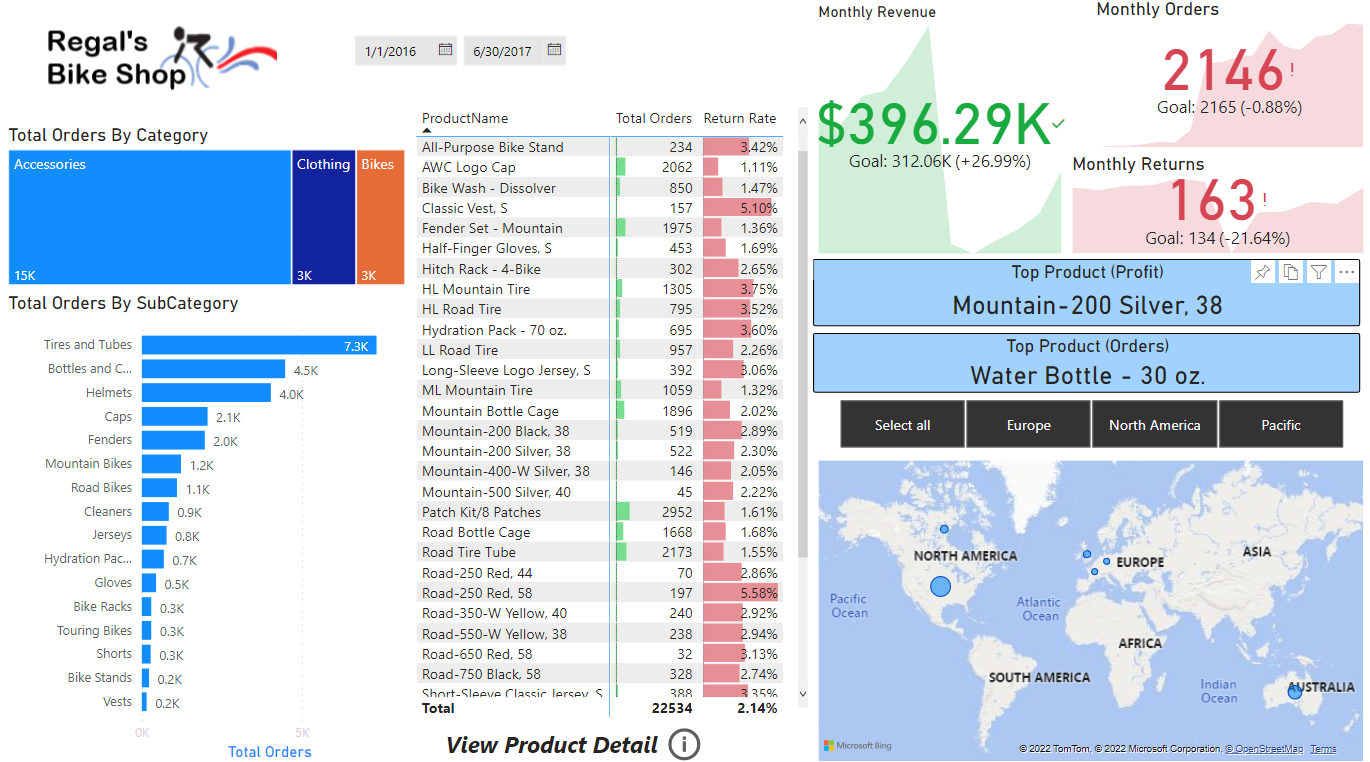 Regal's
Bike Shop
1/1/2016
6/30/2017
Total Orders By Category
Accessories
15K
Clothing
3K
Bikes
3K
Total Orders By SubCategory
Tires and Tubes 7.3K
Bottles and C... 4.5K
Helmets 4.0K
Caps 2.1K
Fenders 2.0K
Mountain Bikes 1.2K
Road Bikes 1.1K
Cleaners 0.9K
Jerseys 0.8K
Hydration Pac... 0.7K
Gloves 0.5K
Bike Racks 0.3K
Touring Bikes 0.3K
Shorts 0.3K
Bike Stands 0.2K
Vests 0.2K
0K 5K
Total Orders
ProductName Total Orders Return Rate
All-Purpose Bike Stand 234 3.42%
AWC Logo Cap 2062 1.11%
Bike Wash - Dissolver 850 1.47%
Classic Vest, S 157 5.10%
Fender Set - Mountain 1975 1.36%
Half-Finger Gloves, S 453 1.69%
Hitch Rack - 4-Bike 302 2.65%
HL Mountain Tire 1305 3.75%
HL Road Tire 795 3.52%
Hydration Pack - 70 oz. 695 3.60%
LL Road Tire 957 2.26%
Long-Sleeve Logo Jersey, S 392 3.06%
ML Mountain Tire 1059 1.32%
Mountain Bottle Cage 1896 2.02%
Mountain-200 Black, 38 519 2.89%
Mountain-200 Silver, 38 522 2.30%
Mountain-400-W Silver, 38 146 2.05%
Mountain-500 Silver, 40 45 2.22%
Patch Kit/8 Patches 2952 1.61%
Road Bottle Cage 1668 1.68%
Road Tire Tube 2173 1.55%
Road-250 Red, 44 70 2.86%
Road-250 Red, 58 197 5.58%
Road-350-W Yellow, 40 240 2.92%
Road-550-W Yellow, 38 238 2.94%
Road-650 Red, 58 32 3.13%
Road-750 Black, 58 328 2.74%
Short-Sleeve Classic Jersey, S 388 3.35%
Total 22534 2.14%
View Product Detail
Monthly Revenue
$396.29K
Goal: 312.06K (+26.99%)
Monthly Orders
2146!
Goal: 2165 (-0.88%)
Monthly Returns
163!
Goal: 134 (-21.64%)
Top Product (Profit)
Mountain-200 Silver, 38
Top Product (Orders)
Water Bottle - 30 oz.
Select all
Europe
North America
Pacific
NORTH AMERICA
EUROPE
ASIA
Pacific
Ocean
Atlantic
Ocean
AFRICA
SOUTH AMERICA
Indian
Ocean
AUSTRALIA
Microsoft Bing
© 2022 TomTom, © 2022 Microsoft Corporation, © OpenStreetMap Terms